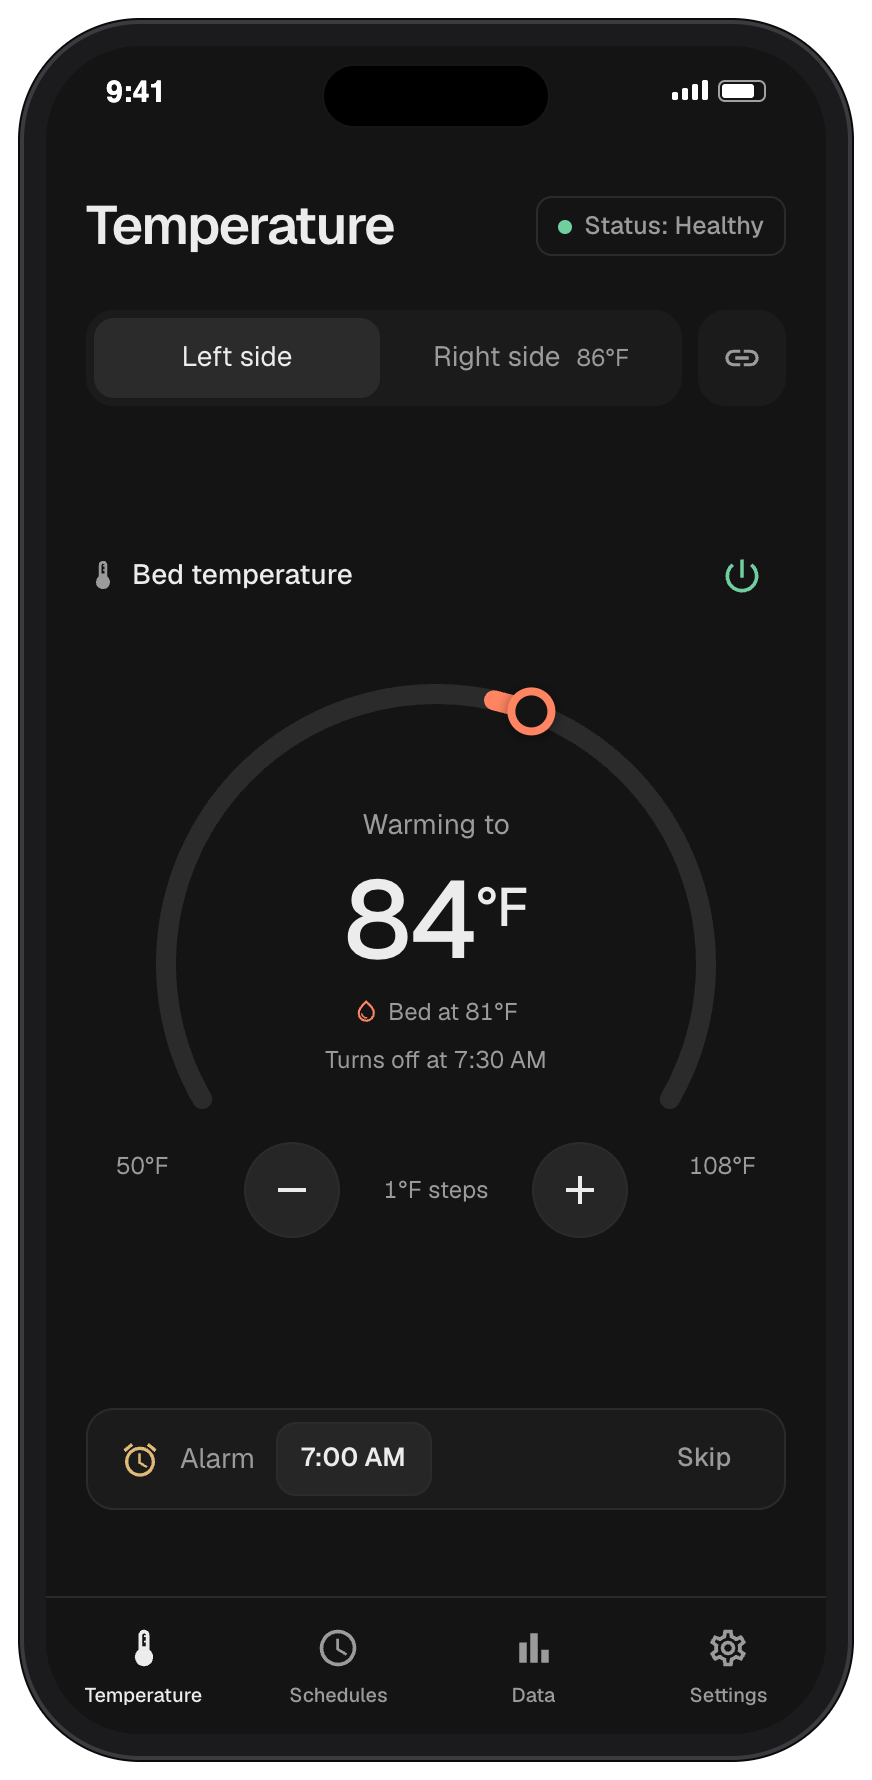 9:41
Temperature
Status: Healthy
Left side
Right side 86°F
Bed temperature
Warming to
84°F
Bed at 81°F
Turns off at 7:30 AM
50°F
1°F steps
108°F
Alarm 7:00 AM Skip
Temperature Schedules Data Settings